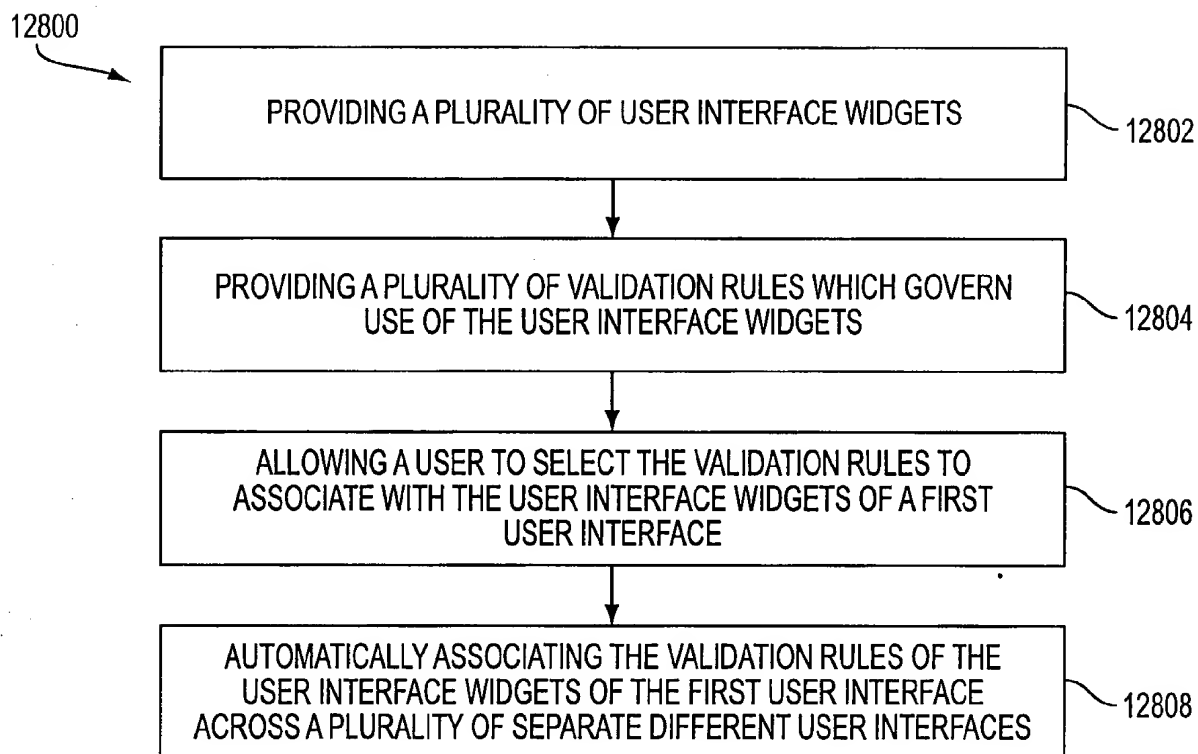 12800
PROVIDING A PLURALITY OF USER INTERFACE WIDGETS
12802
PROVIDING A PLURALITY OF VALIDATION RULES WHICH GOVERN
USE OF THE USER INTERFACE WIDGETS
12804
ALLOWING A USER TO SELECT THE VALIDATION RULES TO
ASSOCIATE WITH THE USER INTERFACE WIDGETS OF A FIRST
USER INTERFACE
12806
AUTOMATICALLY ASSOCIATING THE VALIDATION RULES OF THE
USER INTERFACE WIDGETS OF THE FIRST USER INTERFACE
ACROSS A PLURALITY OF SEPARATE DIFFERENT USER INTERFACES
12808